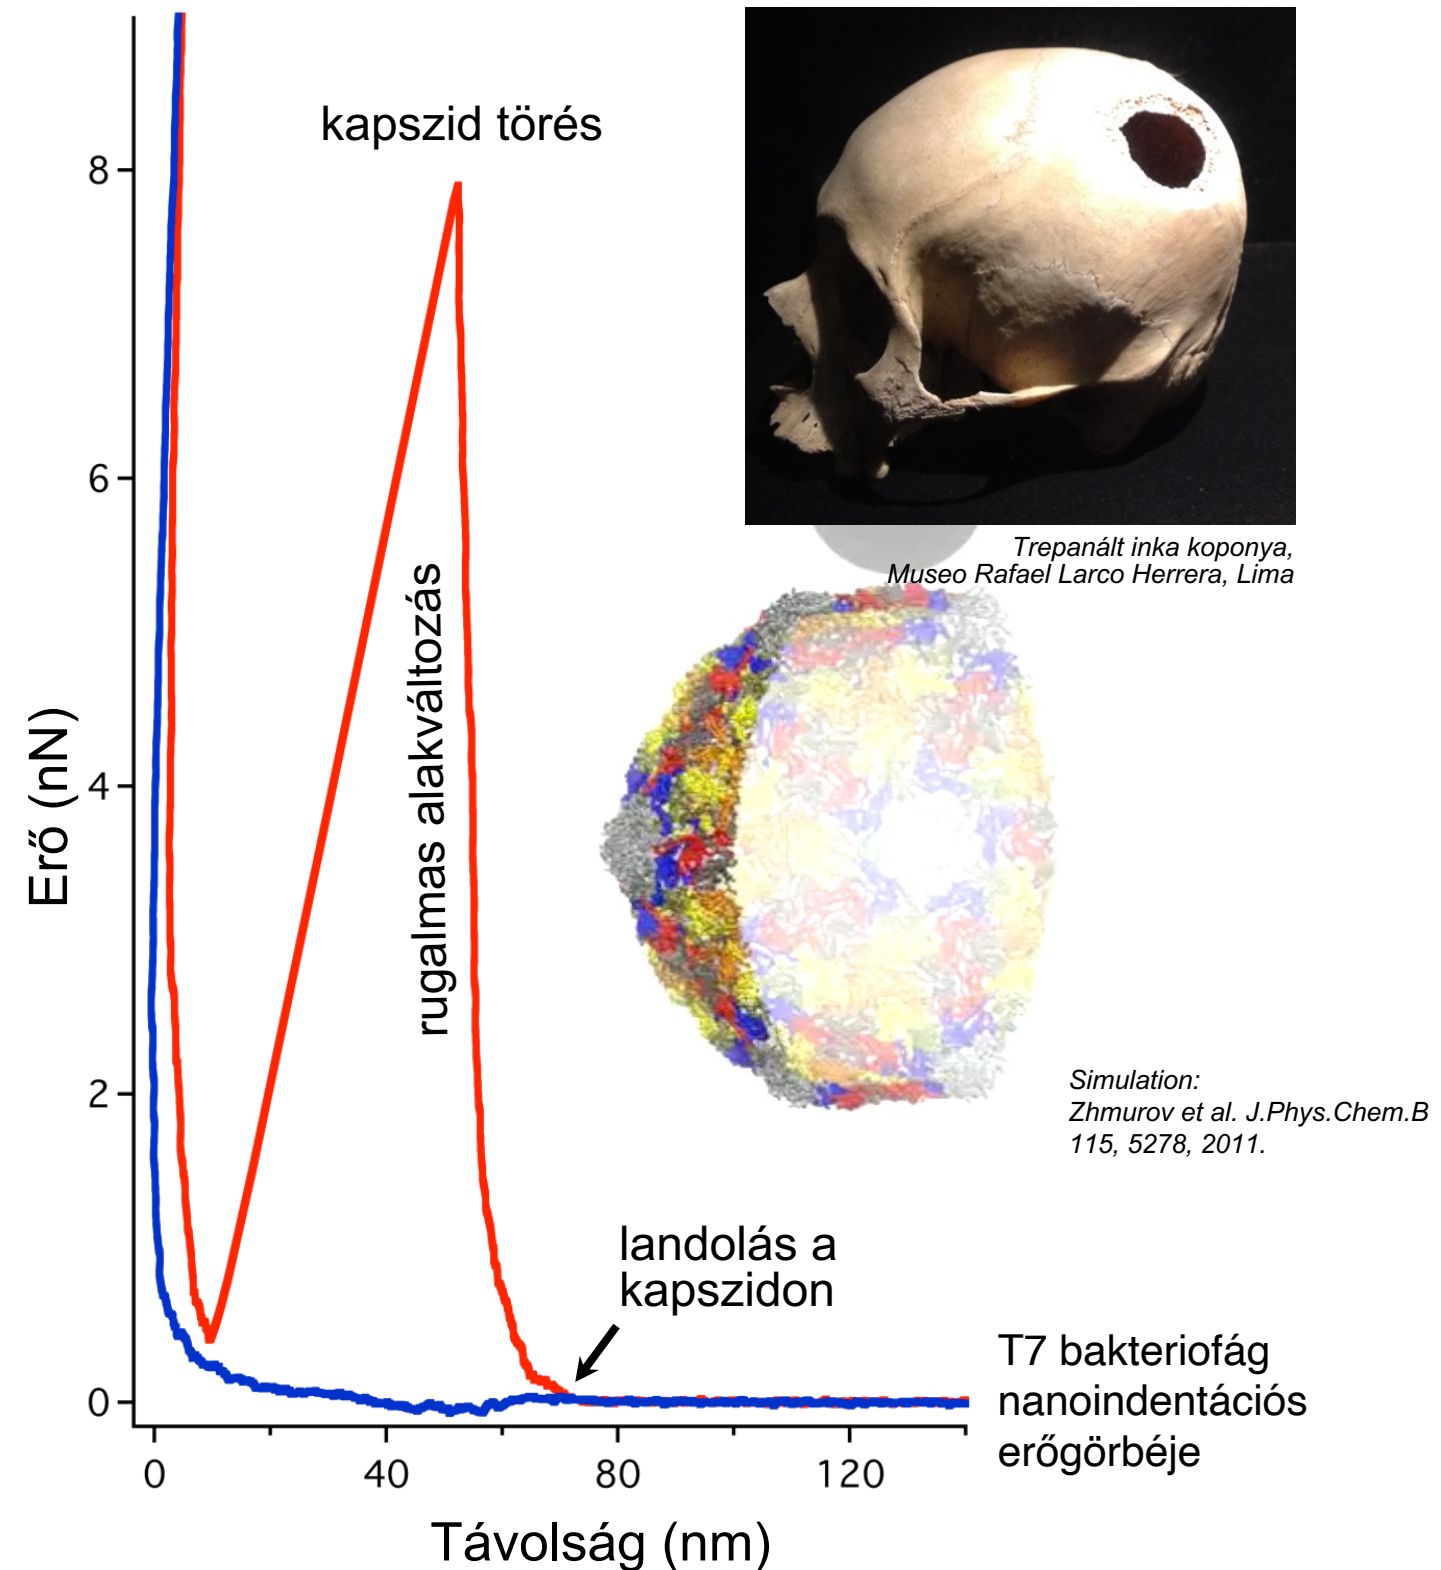 kapszid törés
8
6
4
2
0
Erő (nN)
rugalmas alakváltozás
Trepanált inka koponya,
Museo Rafael Larco Herrera, Lima
Simulation:
Zhmurov et al. J.Phys.Chem.B
115, 5278, 2011.
landolás a
kapszidon
T7 bakteriofág
nanoindentációs
erőgörbéje
0 40 80 120
Távolság (nm)